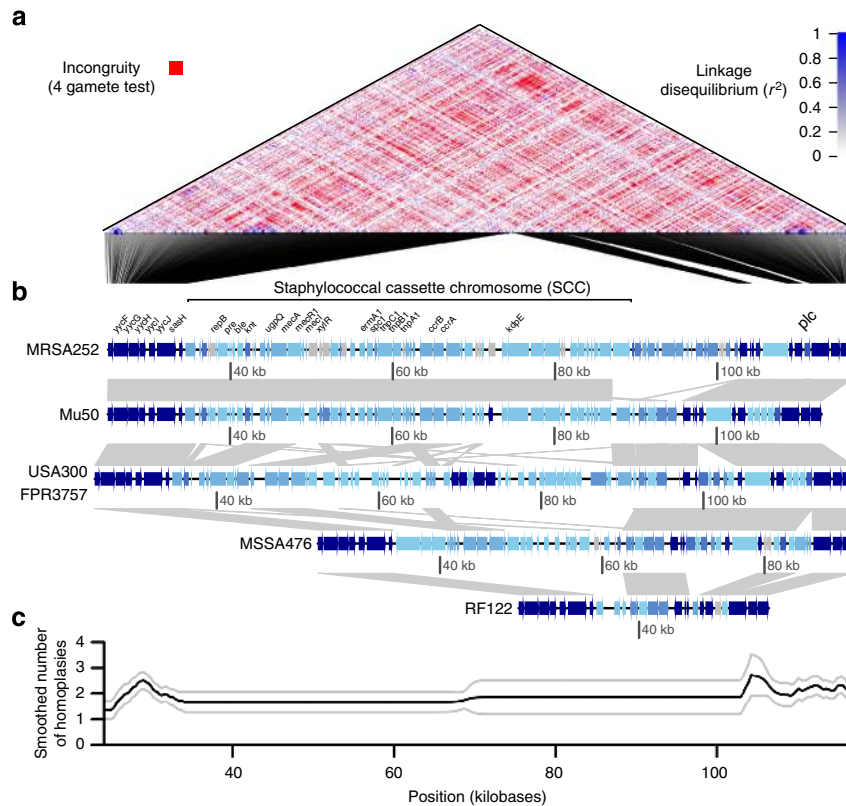 a
Incongruity
(4 gamete test)
Linkage
disequilibrium (r²)
1
0.8
0.6
0.4
0.2
0
b
Staphylococcal cassette chromosome (SCC)
yycF yycG yycH yycI yycJ sasH repB pre ble knt ugpQ mecA mecR1 mecI xylR ermA1 spc1 tnpC1 tnpB1 tnpA1 ccrB ccrA kdpE plc
MRSA252
40 kb 60 kb 80 kb 100 kb
Mu50
40 kb 60 kb 80 kb 100 kb
USA300
FPR3757
40 kb 60 kb 80 kb 100 kb
MSSA476
40 kb 60 kb 80 kb
RF122
40 kb
c
Smoothed number
of homoplasies
4
3
2
1
0
40 60 80 100
Position (kilobases)